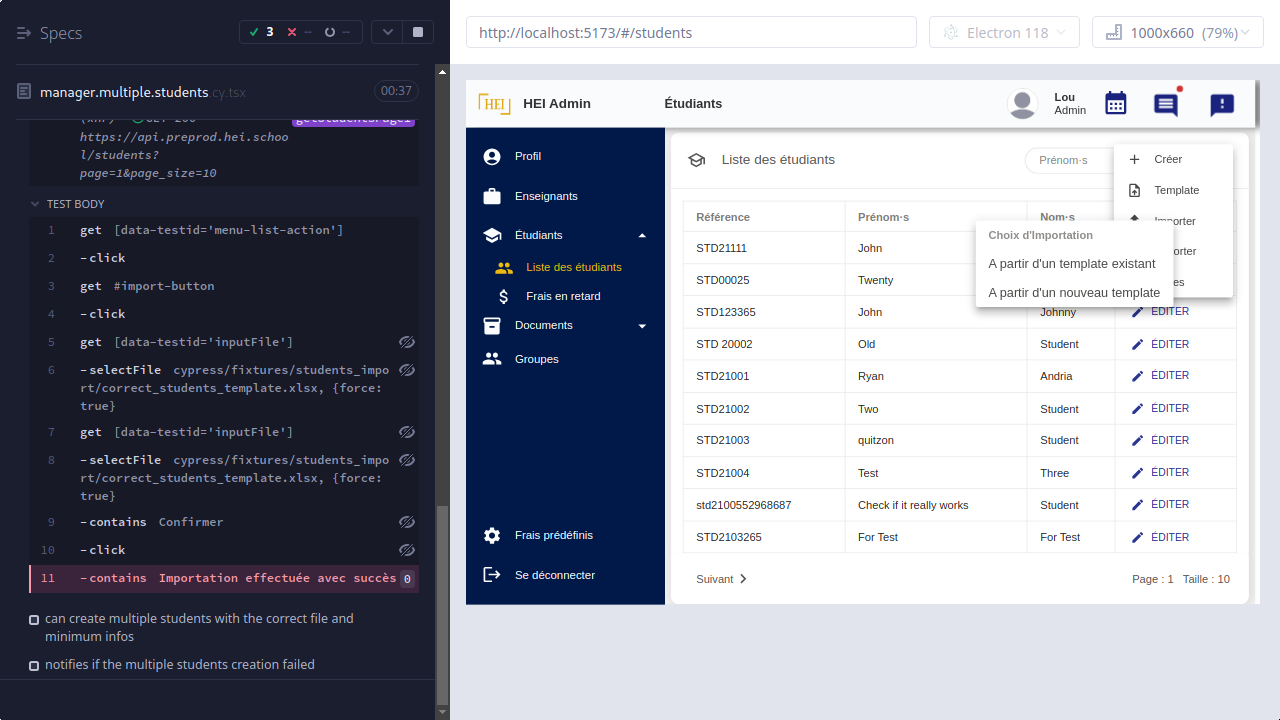 Specs
3
--
--
manager.multiple.students.cy.tsx
00:37
(xhr) GET 200
getStudentsPage1
https://api.preprod.hei.schoo
l/students?
page=1&page_size=10
TEST BODY
1 get [data-testid='menu-list-action']
2 -click
3 get #import-button
4 -click
5 get [data-testid='inputFile']
6 -selectFile cypress/fixtures/students_impo
rt/correct_students_template.xlsx, {force:
true}
7 get [data-testid='inputFile']
8 -selectFile cypress/fixtures/students_impo
rt/correct_students_template.xlsx, {force:
true}
9 -contains Confirmer
10 -click
11 -contains Importation effectuée avec succès 0
can create multiple students with the correct file and
minimum infos
notifies if the multiple students creation failed
http://localhost:5173/#/students
Electron 118
1000x660 (79%)
HEI
HEI Admin
Étudiants
Lou
Admin
Profil
Enseignants
Étudiants
Liste des étudiants
Frais en retard
Documents
Groupes
Frais prédéfinis
Se déconnecter
Liste des étudiants
Prénom·s
Créer
Template
Importer
orter
es
Choix d'Importation
A partir d'un template existant
A partir d'un nouveau template
Référence Prénom·s Nom·s
STD21111 John
STD00025 Twenty
STD123365 John Johnny ÉDITER
STD 20002 Old Student ÉDITER
STD21001 Ryan Andria ÉDITER
STD21002 Two Student ÉDITER
STD21003 quitzon Student ÉDITER
STD21004 Test Three ÉDITER
std2100552968687 Check if it really works Student ÉDITER
STD2103265 For Test For Test ÉDITER
Suivant
Page : 1 Taille : 10